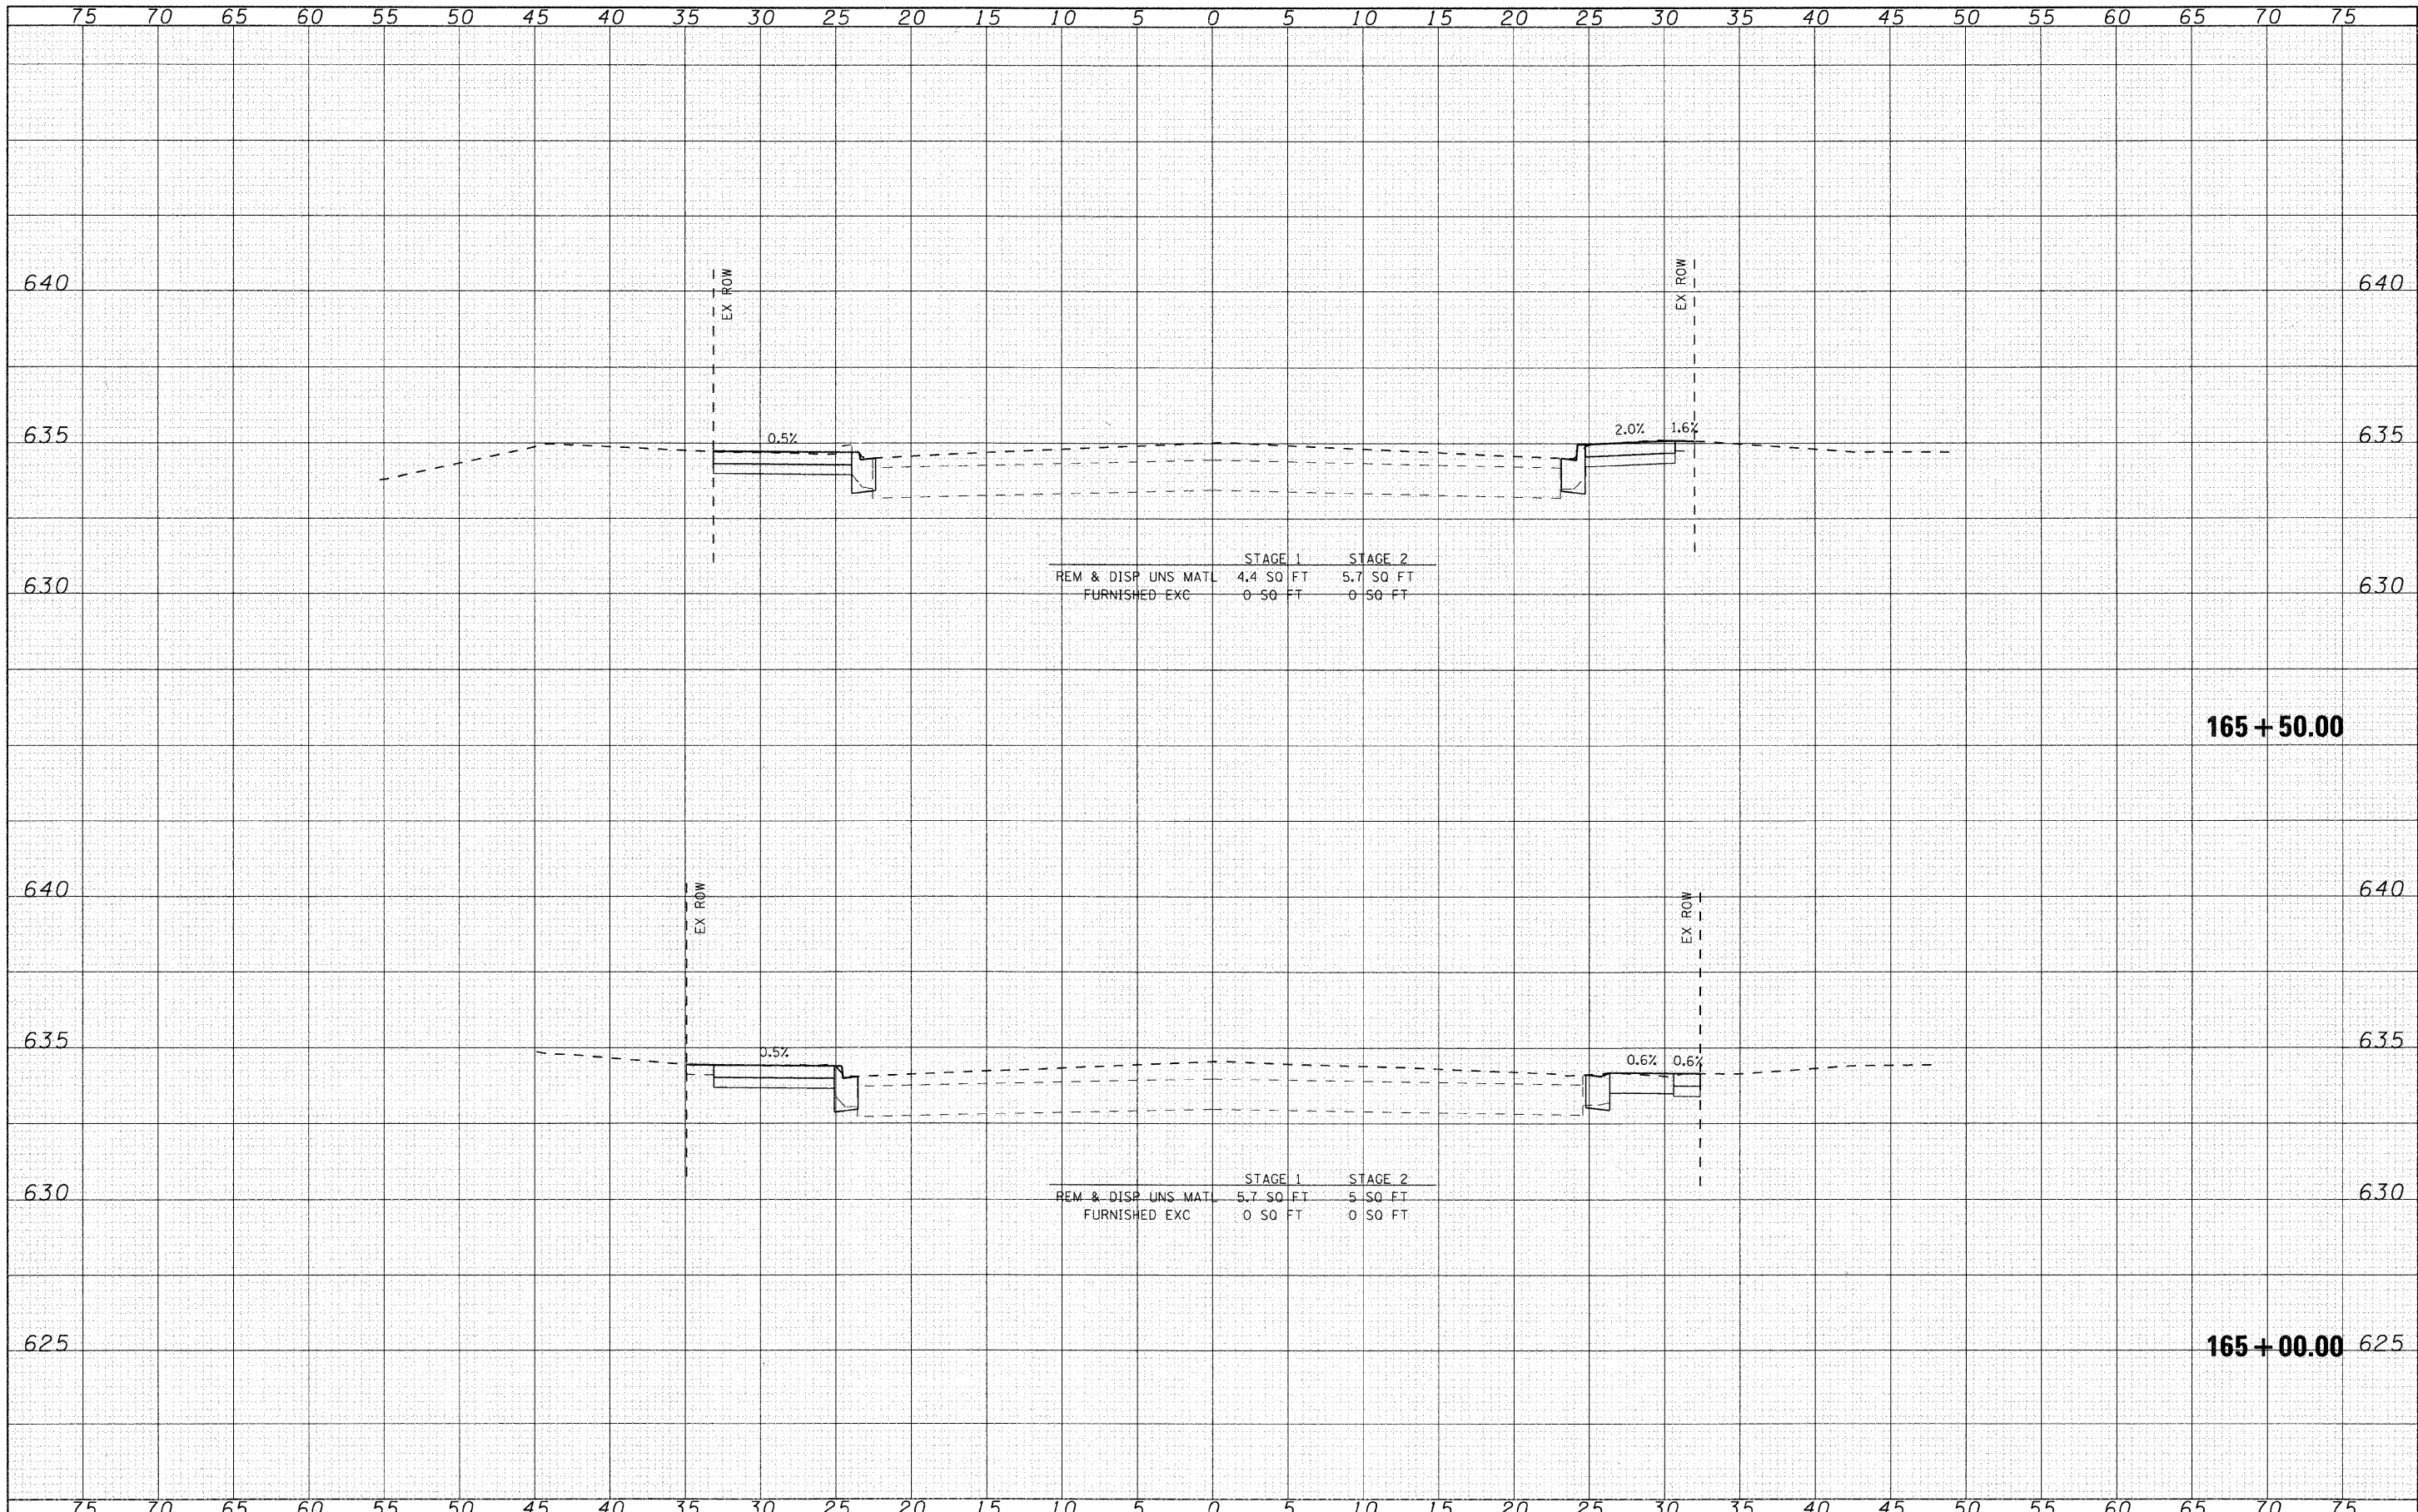 75 70 65 60 55 50 45 40 35 30 25 20 15 10 5 0 5 10 15 20 25 30 35 40 45 50 55 60 65 70 75
640 EX ROW EX ROW 640
635 0.5% 2.0% 1.6% 635
STAGE 1 STAGE 2
REM & DISP UNS MATL 4.4 SQ FT 5.7 SQ FT
630 FURNISHED EXC 0 SQ FT 0 SQ FT 630
165 + 50.00
640 EX ROW EX ROW 640
635 0.5% 0.6% 0.6% 635
STAGE 1 STAGE 2
630 REM & DISP UNS MATL 5.7 SQ FT 5 SQ FT 630
FURNISHED EXC 0 SQ FT 0 SQ FT
625 165 + 00.00 625
75 70 65 60 55 50 45 40 35 30 25 20 15 10 5 0 5 10 15 20 25 30 35 40 45 50 55 60 65 70 75